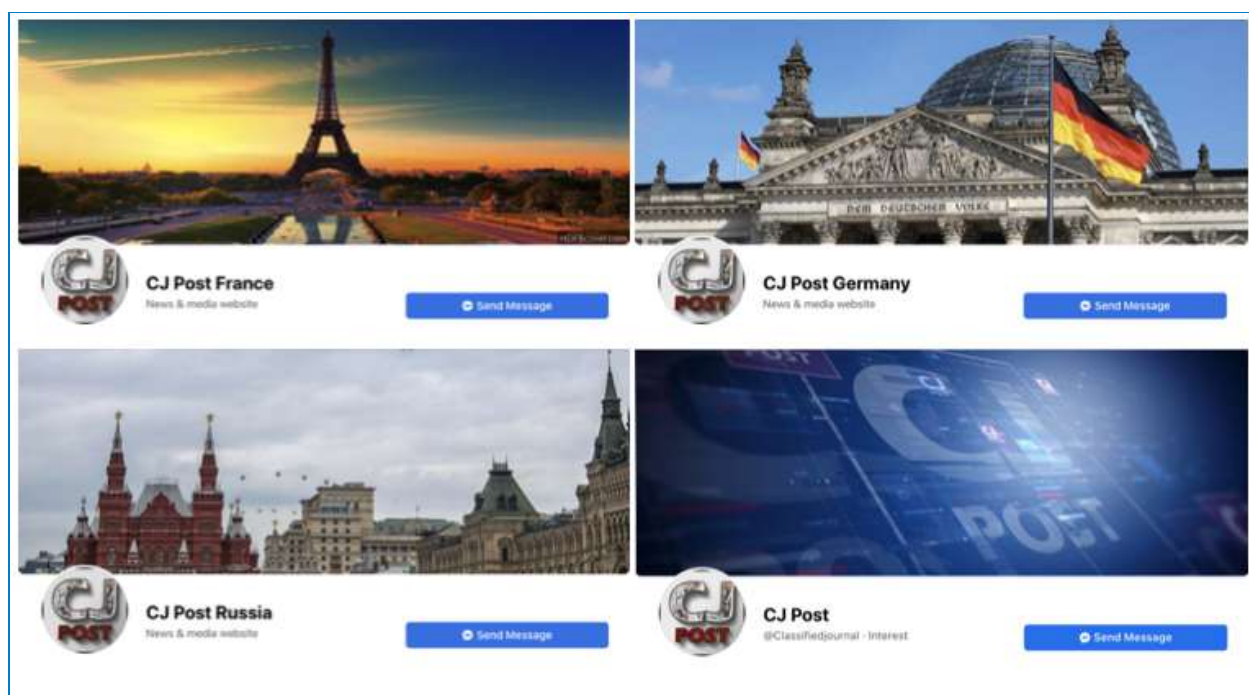 DEM DEUTSCHEN VOLKE
CJ
POST
CJ Post France
News & media website
Send Message
CJ
POST
CJ Post Germany
News & media website
Send Message
POST
CJ
POST
CJ
POST
CJ Post Russia
News & media website
Send Message
CJ
POST
CJ Post
@Classifiedjournal · Interest
Send Message